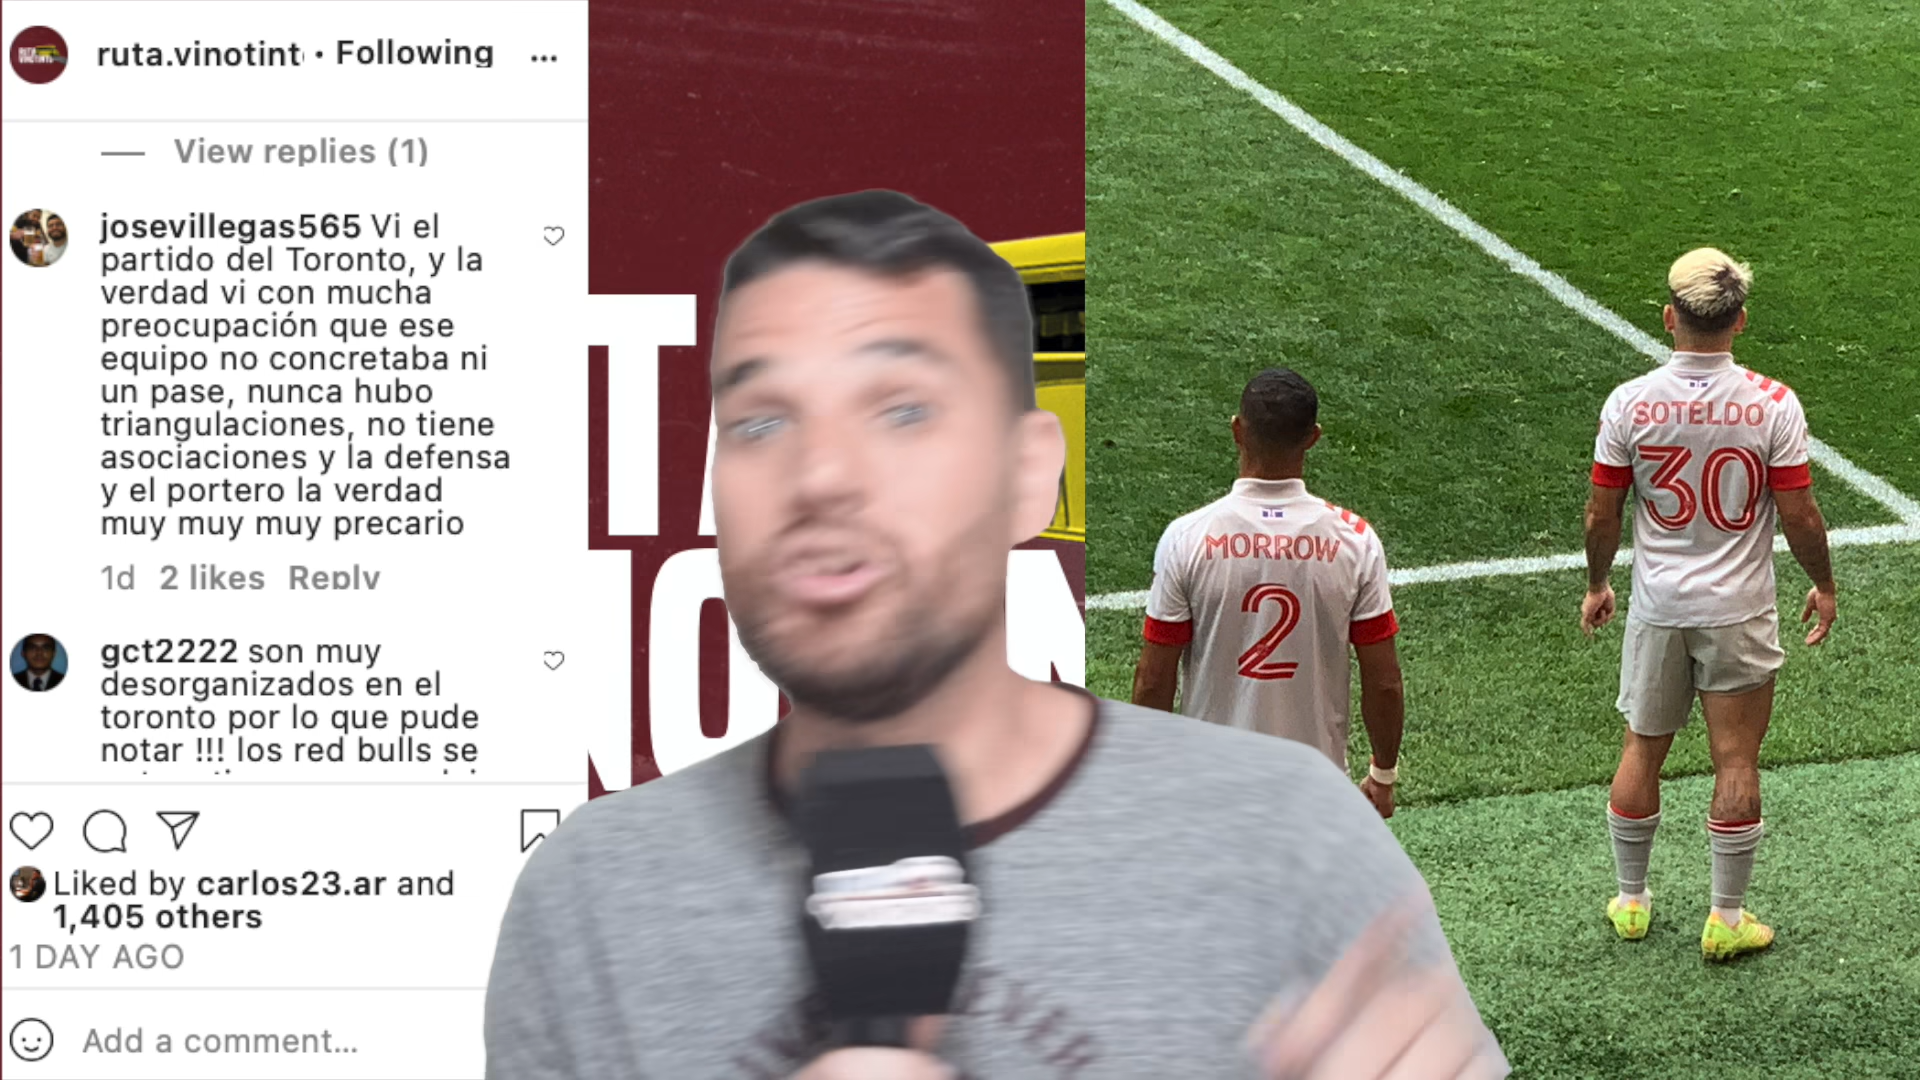 ruta.vinotint • Following
View replies (1)
josevillegas565 Vi el
partido del Toronto, y la
verdad vi con mucha
preocupación que ese
equipo no concretaba ni
un pase, nunca hubo
triangulaciones, no tiene
asociaciones y la defensa
y el portero la verdad
muy muy muy precario
1d 2 likes Reply
gct2222 son muy
desorganizados en el
toronto por lo que pude
notar !!! los red bulls se
Liked by carlos23.ar and
1,405 others
1 DAY AGO
Add a comment...
MORROW
2
SOTELDO
30